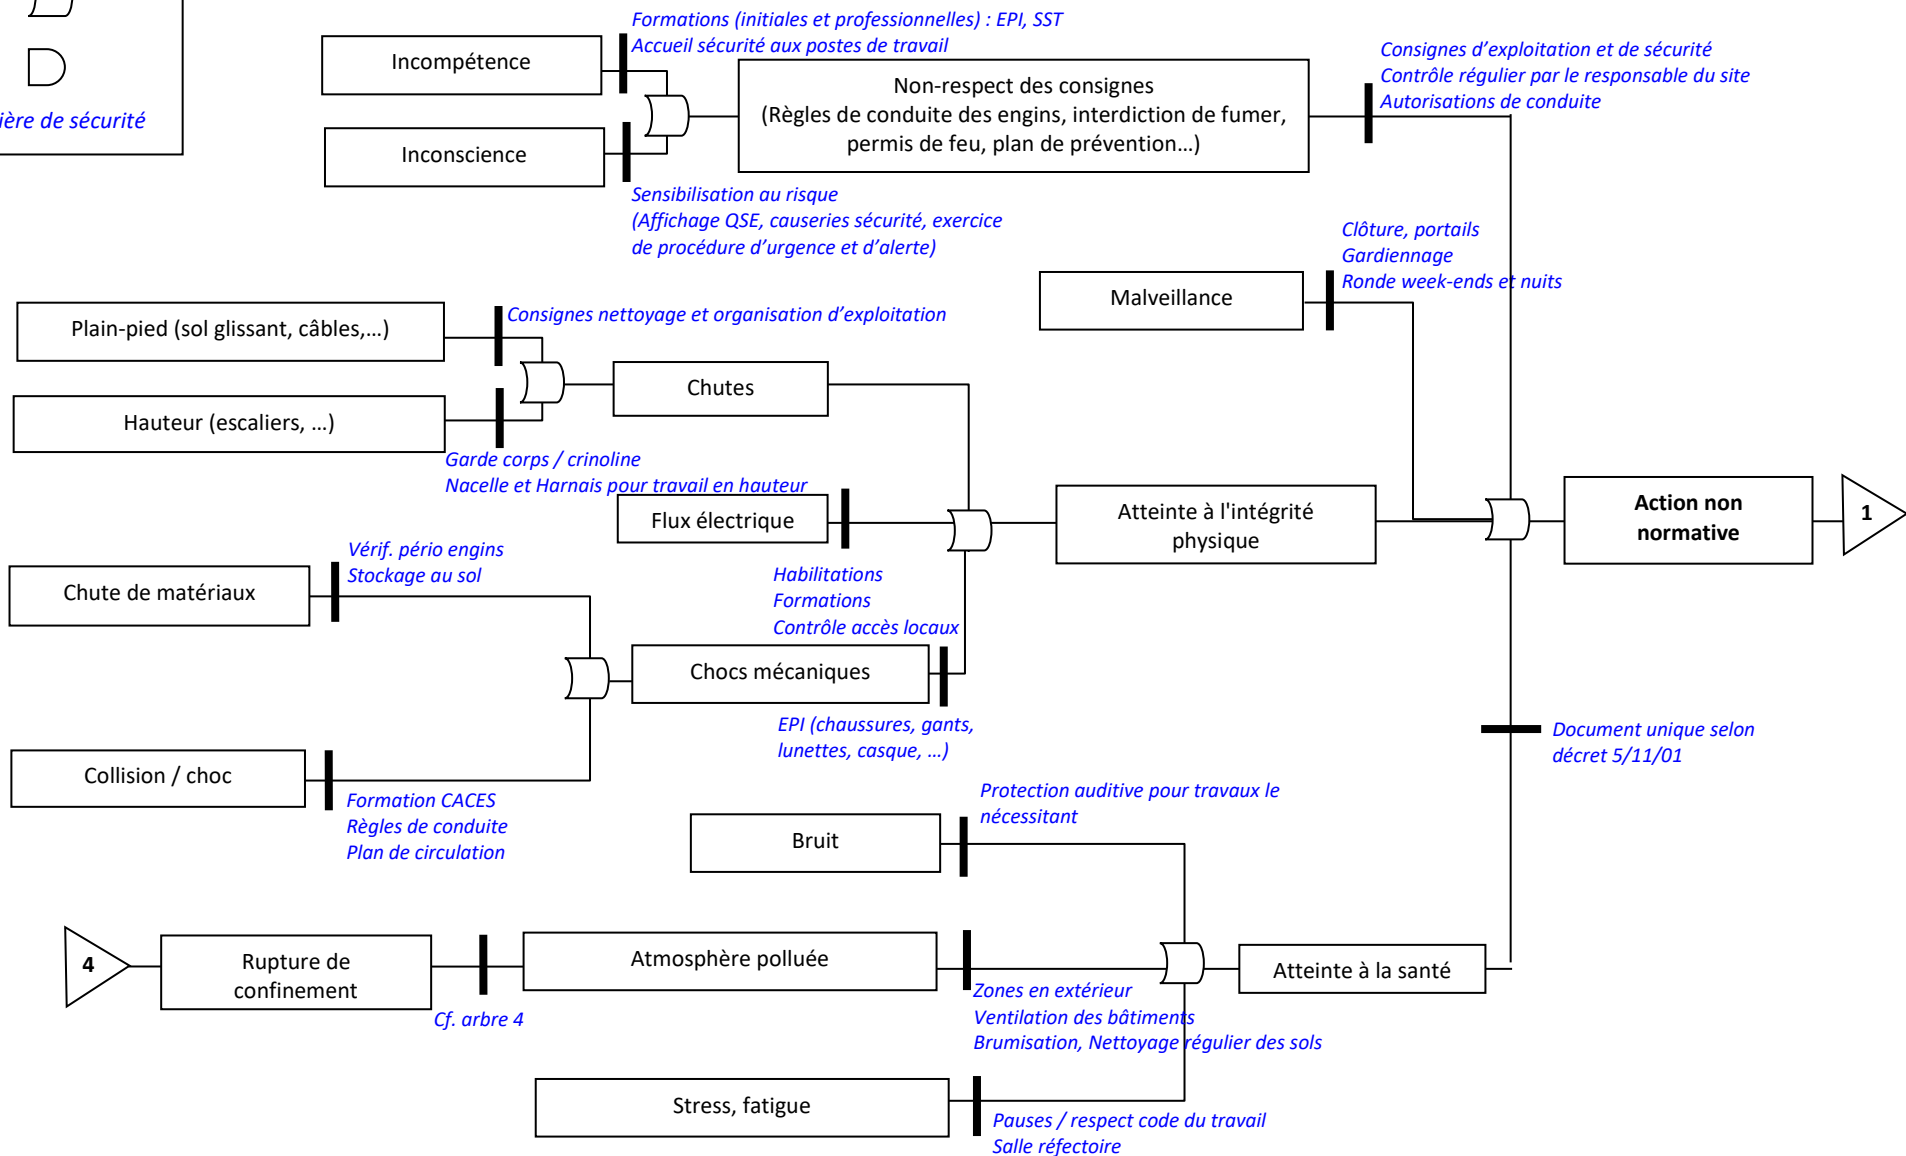 ière de sécurité
Formations (initiales et professionnelles) : EPI, SST
Accueil sécurité aux postes de travail
Incompétence
Inconscience
Sensibilisation au risque
(Affichage QSE, causeries sécurité, exercice
de procédure d'urgence et d'alerte)
Non-respect des consignes
(Règles de conduite des engins, interdiction de fumer,
permis de feu, plan de prévention...)
Consignes d'exploitation et de sécurité
Contrôle régulier par le responsable du site
Autorisations de conduite
Clôture, portails
Gardiennage
Ronde week-ends et nuits
Malveillance
Plain-pied (sol glissant, câbles,...)
Consignes nettoyage et organisation d'exploitation
Chutes
Hauteur (escaliers, ...)
Garde corps / crinoline
Nacelle et Harnais pour travail en hauteur
Flux électrique
Habilitations
Formations
Contrôle accès locaux
Atteinte à l'intégrité
physique
Action non
normative
1
Vérif. pério engins
Stockage au sol
Chute de matériaux
Chocs mécaniques
EPI (chaussures, gants,
lunettes, casque, ...)
Collision / choc
Formation CACES
Règles de conduite
Plan de circulation
Document unique selon
décret 5/11/01
Protection auditive pour travaux le
nécessitant
Bruit
4
Rupture de
confinement
Cf. arbre 4
Atmosphère polluée
Zones en extérieur
Ventilation des bâtiments
Brumisation, Nettoyage régulier des sols
Atteinte à la santé
Stress, fatigue
Pauses / respect code du travail
Salle réfectoire